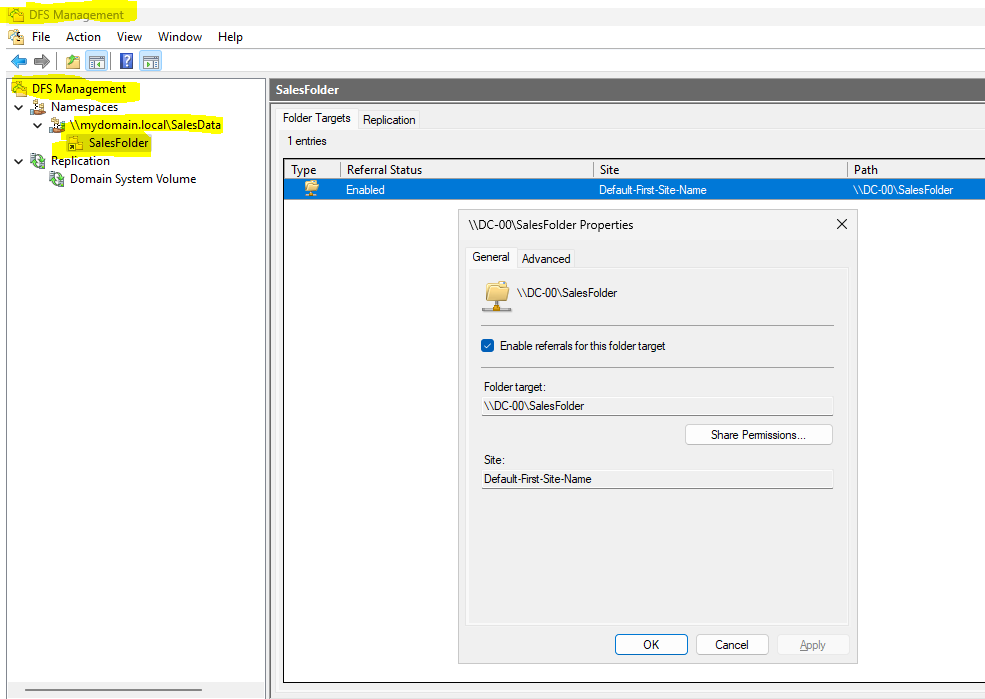 DFS Management
File Action View Window Help
DFS Management
Namespaces
\\mydomain.local\SalesData
SalesFolder
Replication
Domain System Volume
SalesFolder
Folder Targets Replication
1 entries
Type Referral Status Site Path
Enabled Default-First-Site-Name \\DC-00\SalesFolder
\\DC-00\SalesFolder Properties
General Advanced
\\DC-00\SalesFolder
Enable referrals for this folder target
Folder target:
\\DC-00\SalesFolder
Share Permissions...
Site:
Default-First-Site-Name
OK Cancel Apply